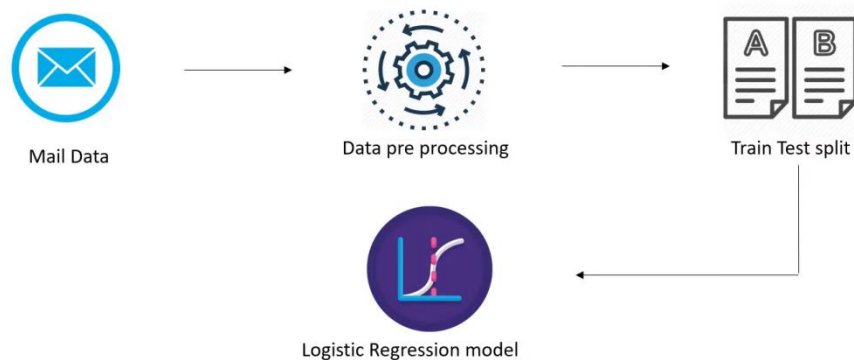 Mail Data
Data pre processing
A B
Train Test split
Logistic Regression model